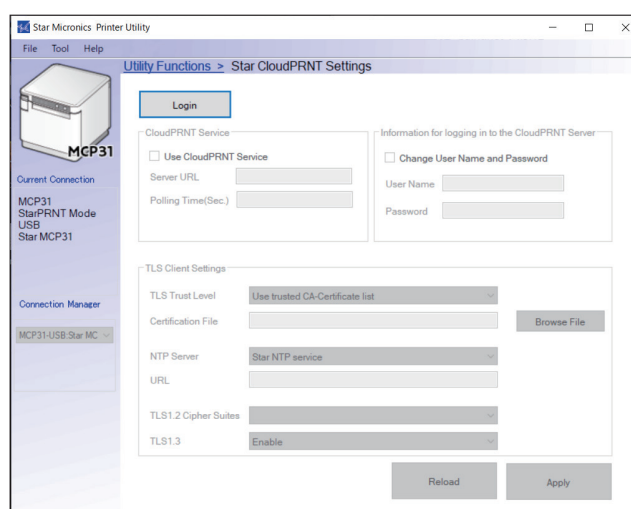 Star Micronics Printer Utility
File Tool Help
Utility Functions > Star CloudPRNT Settings
MCP31
Current Connection
MCP31
StarPRNT Mode
USB
Star MCP31
Connection Manager
MCP31-USB:Star MC
Login
CloudPRNT Service
Use CloudPRNT Service
Server URL
Polling Time(Sec.)
Information for logging in to the CloudPRNT Server
Change User Name and Password
User Name
Password
TLS Client Settings
TLS Trust Level Use trusted CA-Certificate list
Certification File Browse File
NTP Server Star NTP service
URL
TLS1.2 Cipher Suites
TLS1.3 Enable
Reload Apply